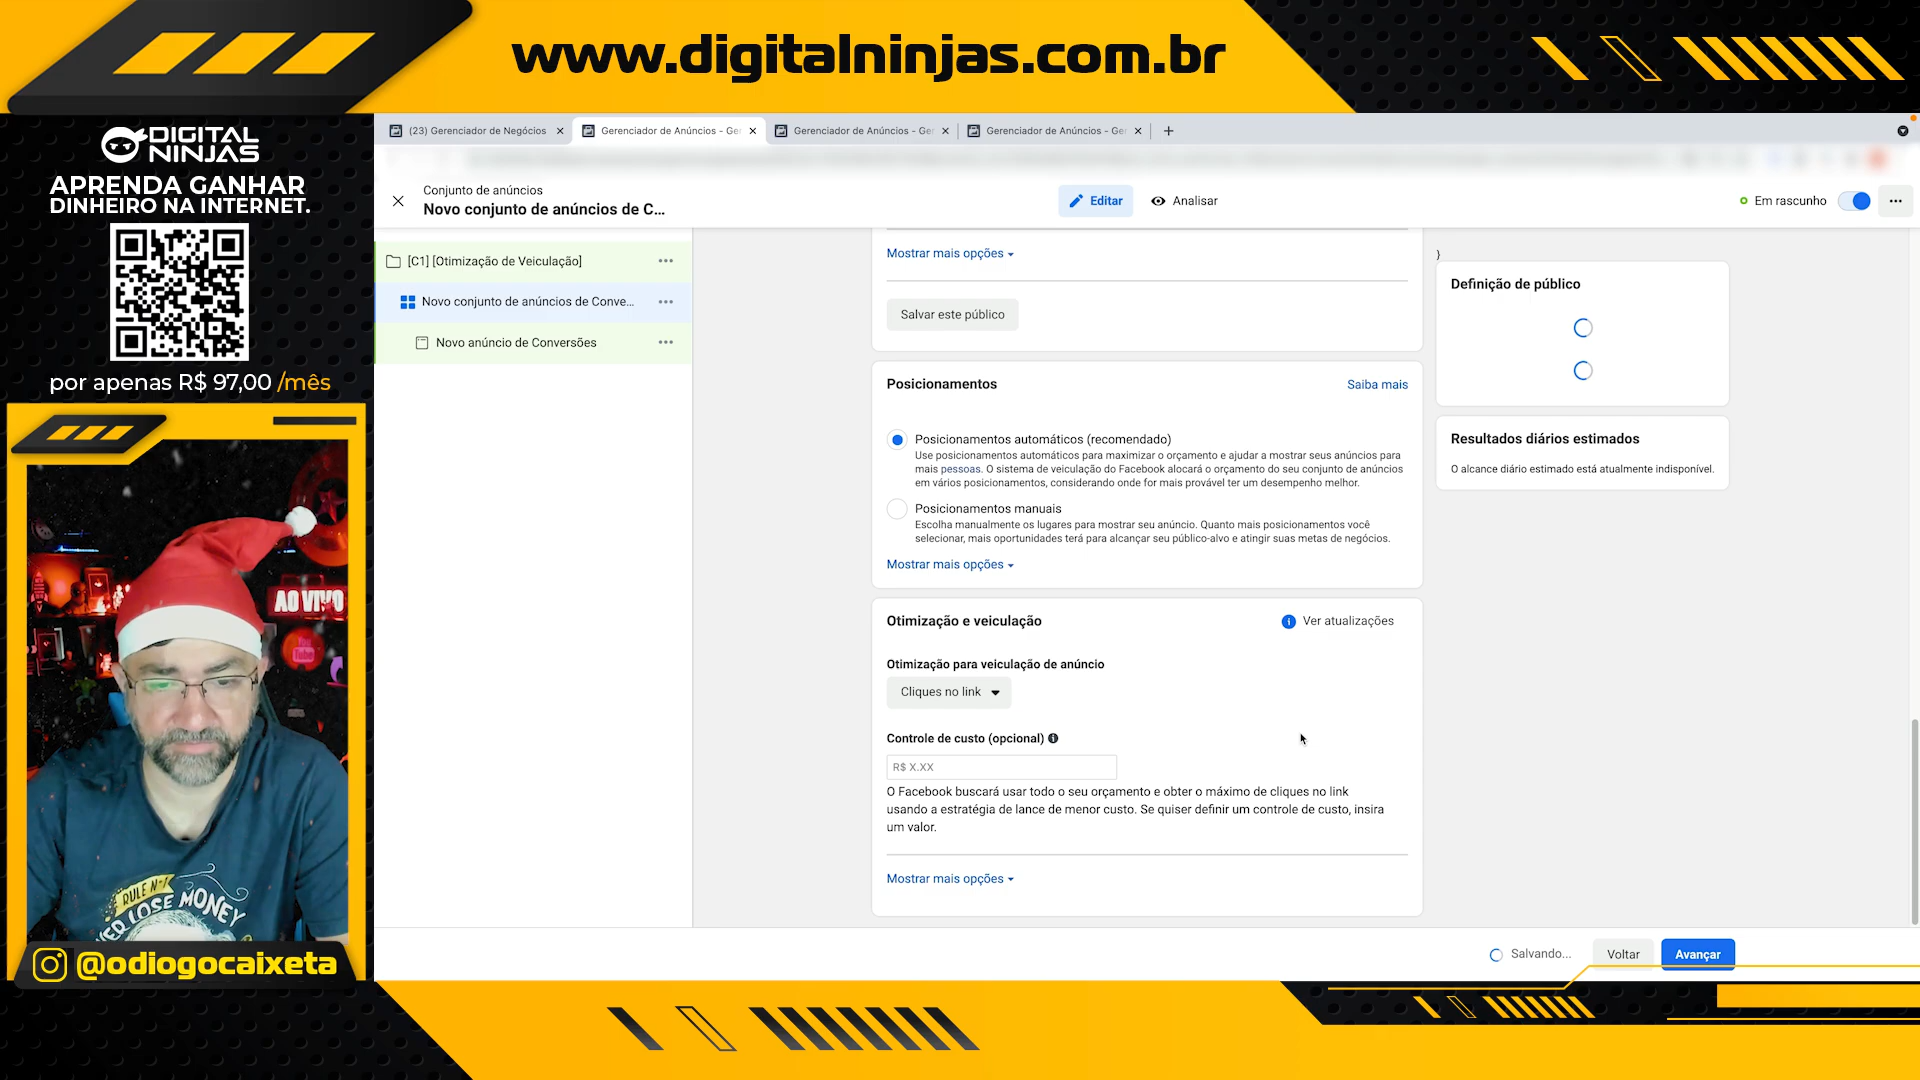 www.digitalninjas.com.br
DIGITAL
NINJAS
APRENDA GANHAR
DINHEIRO NA INTERNET.
por apenas R$ 97,00 /mês
AO VIVO
You
Tube
RULE Nº1
LOSE MONEY
@odiogocaixeta
(23) Gerenciador de Negócios
Gerenciador de Anúncios - Ge
Gerenciador de Anúncios - Ger
Gerenciador de Anúncios - Ger
Conjunto de anúncios
Novo conjunto de anúncios de C...
Editar
Analisar
Em rascunho
[C1] [Otimização de Veiculação]
Novo conjunto de anúncios de Conve...
Novo anúncio de Conversões
Mostrar mais opções
Salvar este público
Posicionamentos
Saiba mais
Posicionamentos automáticos (recomendado)
Use posicionamentos automáticos para maximizar o orçamento e ajudar a mostrar seus anúncios para
mais pessoas. O sistema de veiculação do Facebook alocará o orçamento do seu conjunto de anúncios
em vários posicionamentos, considerando onde for mais provável ter um desempenho melhor.
Posicionamentos manuais
Escolha manualmente os lugares para mostrar seu anúncio. Quanto mais posicionamentos você
selecionar, mais oportunidades terá para alcançar seu público-alvo e atingir suas metas de negócios.
Mostrar mais opções
Otimização e veiculação
Ver atualizações
Otimização para veiculação de anúncio
Cliques no link
Controle de custo (opcional)
R$ X.XX
O Facebook buscará usar todo o seu orçamento e obter o máximo de cliques no link
usando a estratégia de lance de menor custo. Se quiser definir um controle de custo, insira
um valor.
Mostrar mais opções
}
Definição de público
Resultados diários estimados
O alcance diário estimado está atualmente indisponível.
Salvando...
Voltar
Avançar